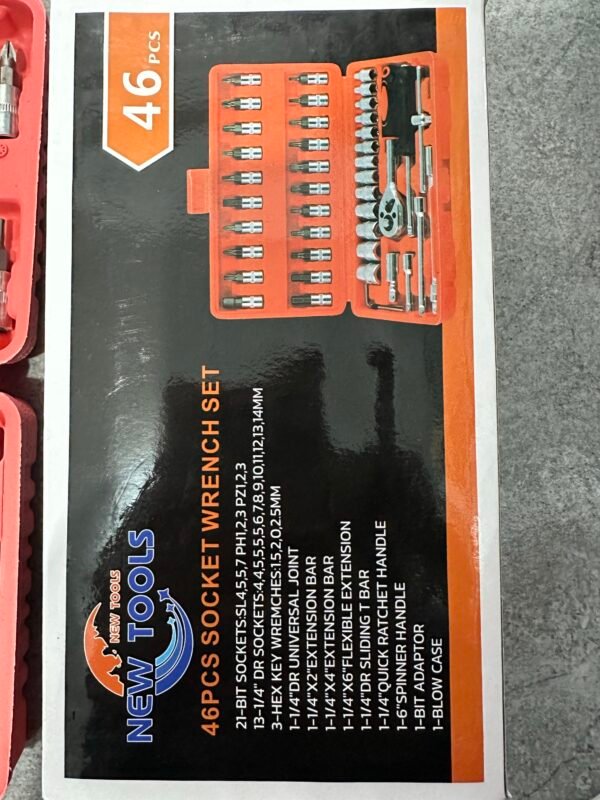 NEW TOOLS
NEW TOOLS
46 PCS
46PCS SOCKET WRENCH SET
21-BIT SOCKETS:SL4,5,5,7 PH1,2,3 PZ1,2,3
13-1/4" DR SOCKETS:4,4,5,5,5,5,6,7,8,9,10,11,12,13,14MM
3-HEX KEY WREMCHES:1.5,2,0,2.5MM
1-1/4"DR UNIVERSAL JOINT
1-1/4"X2"EXTENSION BAR
1-1/4"X4"EXTENSION BAR
1-1/4"X6"FLEXIBLE EXTENSION
1-1/4"DR SLIDING T BAR
1-1/4"QUICK RATCHET HANDLE
1-6"SPINNER HANDLE
1-BIT ADAPTOR
1-BLOW CASE